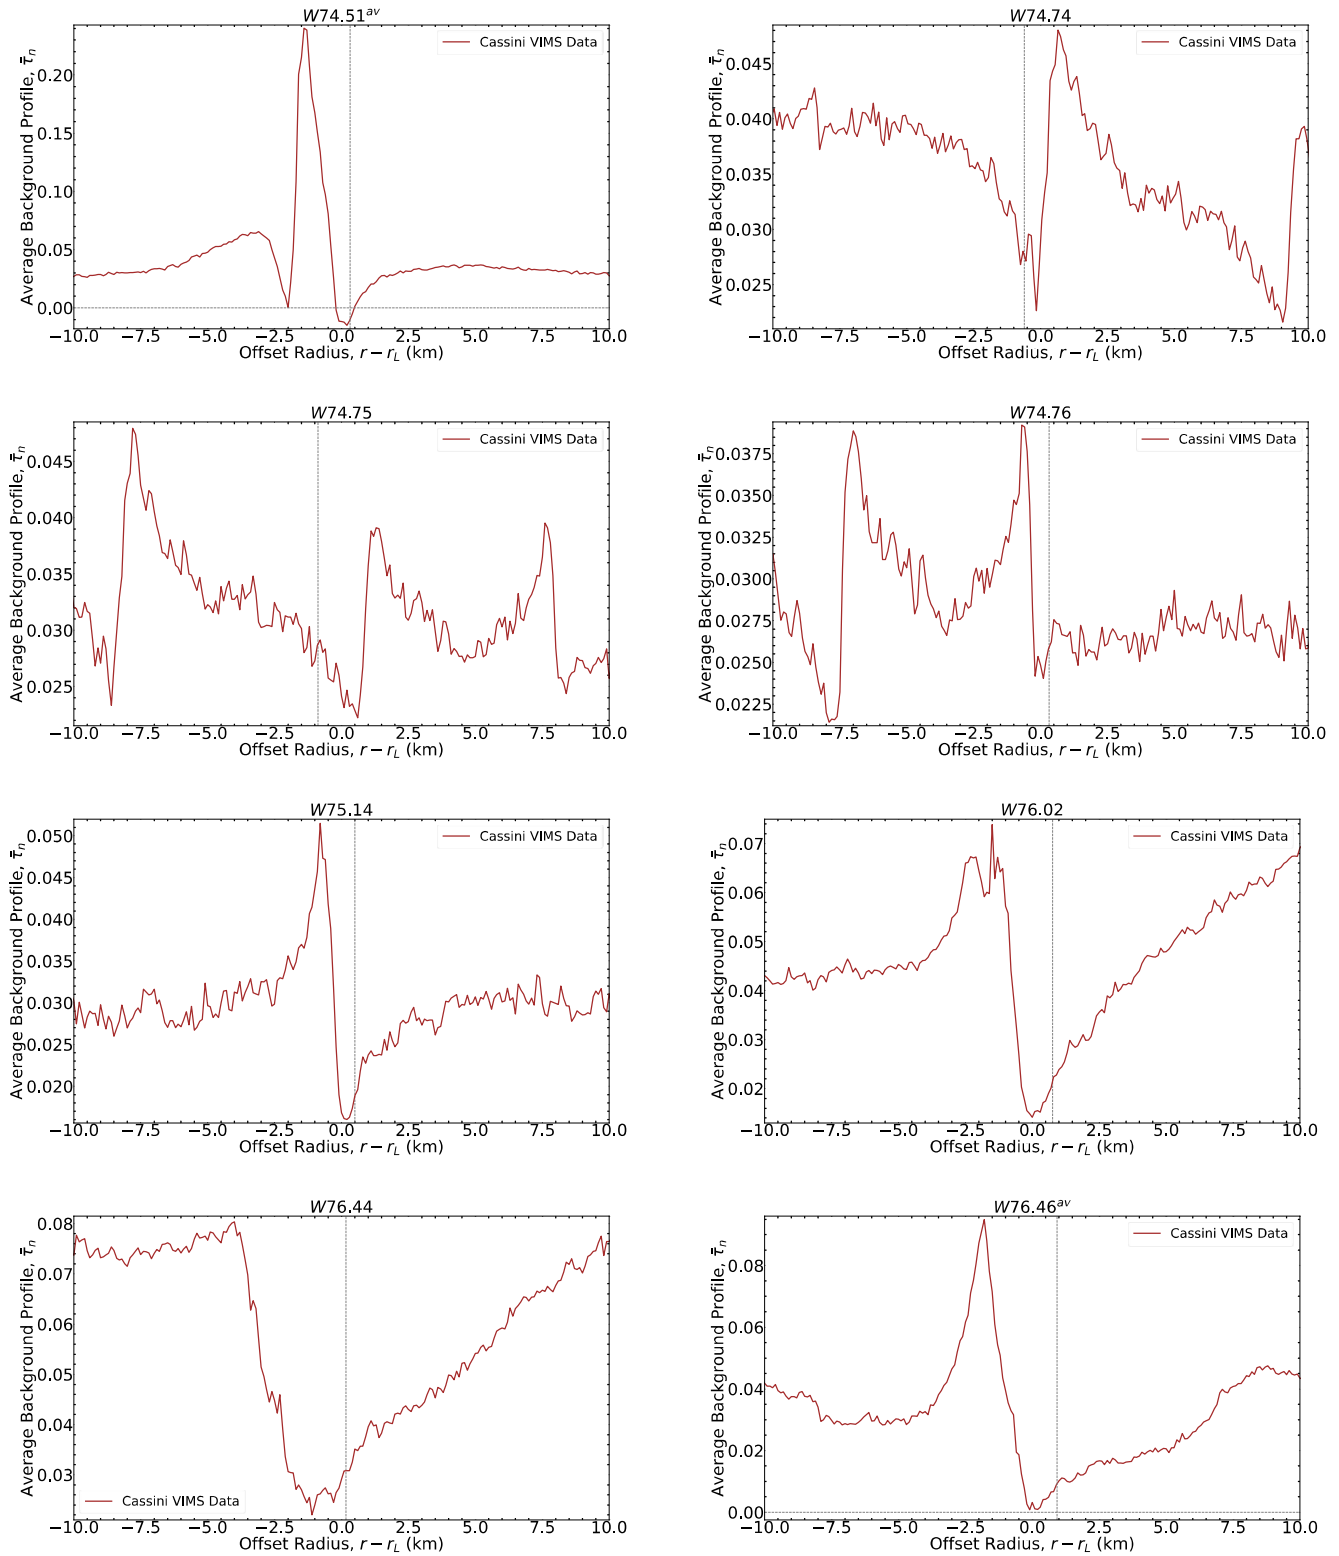 W74.51^av
Average Background Profile, τ̄_n
0.20
0.15
0.10
0.05
0.00
Cassini VIMS Data
−10.0 −7.5 −5.0 −2.5 0.0 2.5 5.0 7.5 10.0
Offset Radius, r − r_L (km)
W74.74
Average Background Profile, τ̄_n
0.045
0.040
0.035
0.030
0.025
Cassini VIMS Data
−10.0 −7.5 −5.0 −2.5 0.0 2.5 5.0 7.5 10.0
Offset Radius, r − r_L (km)
W74.75
Average Background Profile, τ̄_n
0.045
0.040
0.035
0.030
0.025
Cassini VIMS Data
−10.0 −7.5 −5.0 −2.5 0.0 2.5 5.0 7.5 10.0
Offset Radius, r − r_L (km)
W74.76
Average Background Profile, τ̄_n
0.0375
0.0350
0.0325
0.0300
0.0275
0.0250
0.0225
Cassini VIMS Data
−10.0 −7.5 −5.0 −2.5 0.0 2.5 5.0 7.5 10.0
Offset Radius, r − r_L (km)
W75.14
Average Background Profile, τ̄_n
0.050
0.045
0.040
0.035
0.030
0.025
0.020
Cassini VIMS Data
−10.0 −7.5 −5.0 −2.5 0.0 2.5 5.0 7.5 10.0
Offset Radius, r − r_L (km)
W76.02
Average Background Profile, τ̄_n
0.07
0.06
0.05
0.04
0.03
0.02
Cassini VIMS Data
−10.0 −7.5 −5.0 −2.5 0.0 2.5 5.0 7.5 10.0
Offset Radius, r − r_L (km)
W76.44
Average Background Profile, τ̄_n
0.08
0.07
0.06
0.05
0.04
0.03
Cassini VIMS Data
−10.0 −7.5 −5.0 −2.5 0.0 2.5 5.0 7.5 10.0
Offset Radius, r − r_L (km)
W76.46^av
Average Background Profile, τ̄_n
0.08
0.06
0.04
0.02
0.00
Cassini VIMS Data
−10.0 −7.5 −5.0 −2.5 0.0 2.5 5.0 7.5 10.0
Offset Radius, r − r_L (km)